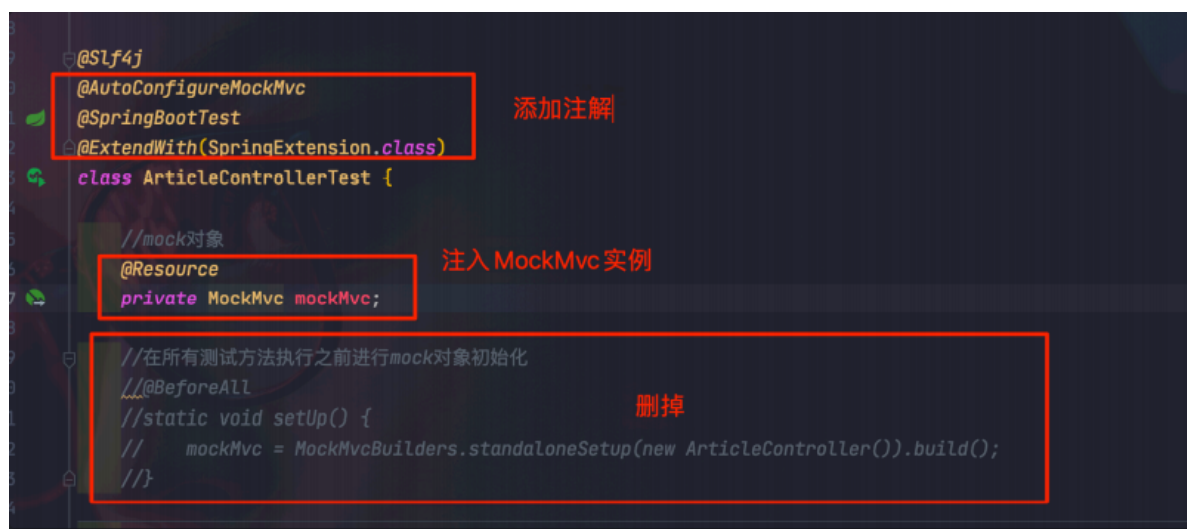 @Slf4j
@AutoConfigureMockMvc
@SpringBootTest
@ExtendWith(SpringExtension.class)
添加注解
class ArticleControllerTest {
//mock对象
@Resource
private MockMvc mockMvc;
注入MockMvc实例
//在所有测试方法执行之前进行mock对象初始化
//@BeforeAll
//static void setUp() {
//    mockMvc = MockMvcBuilders.standaloneSetup(new ArticleController()).build();
//}
删掉